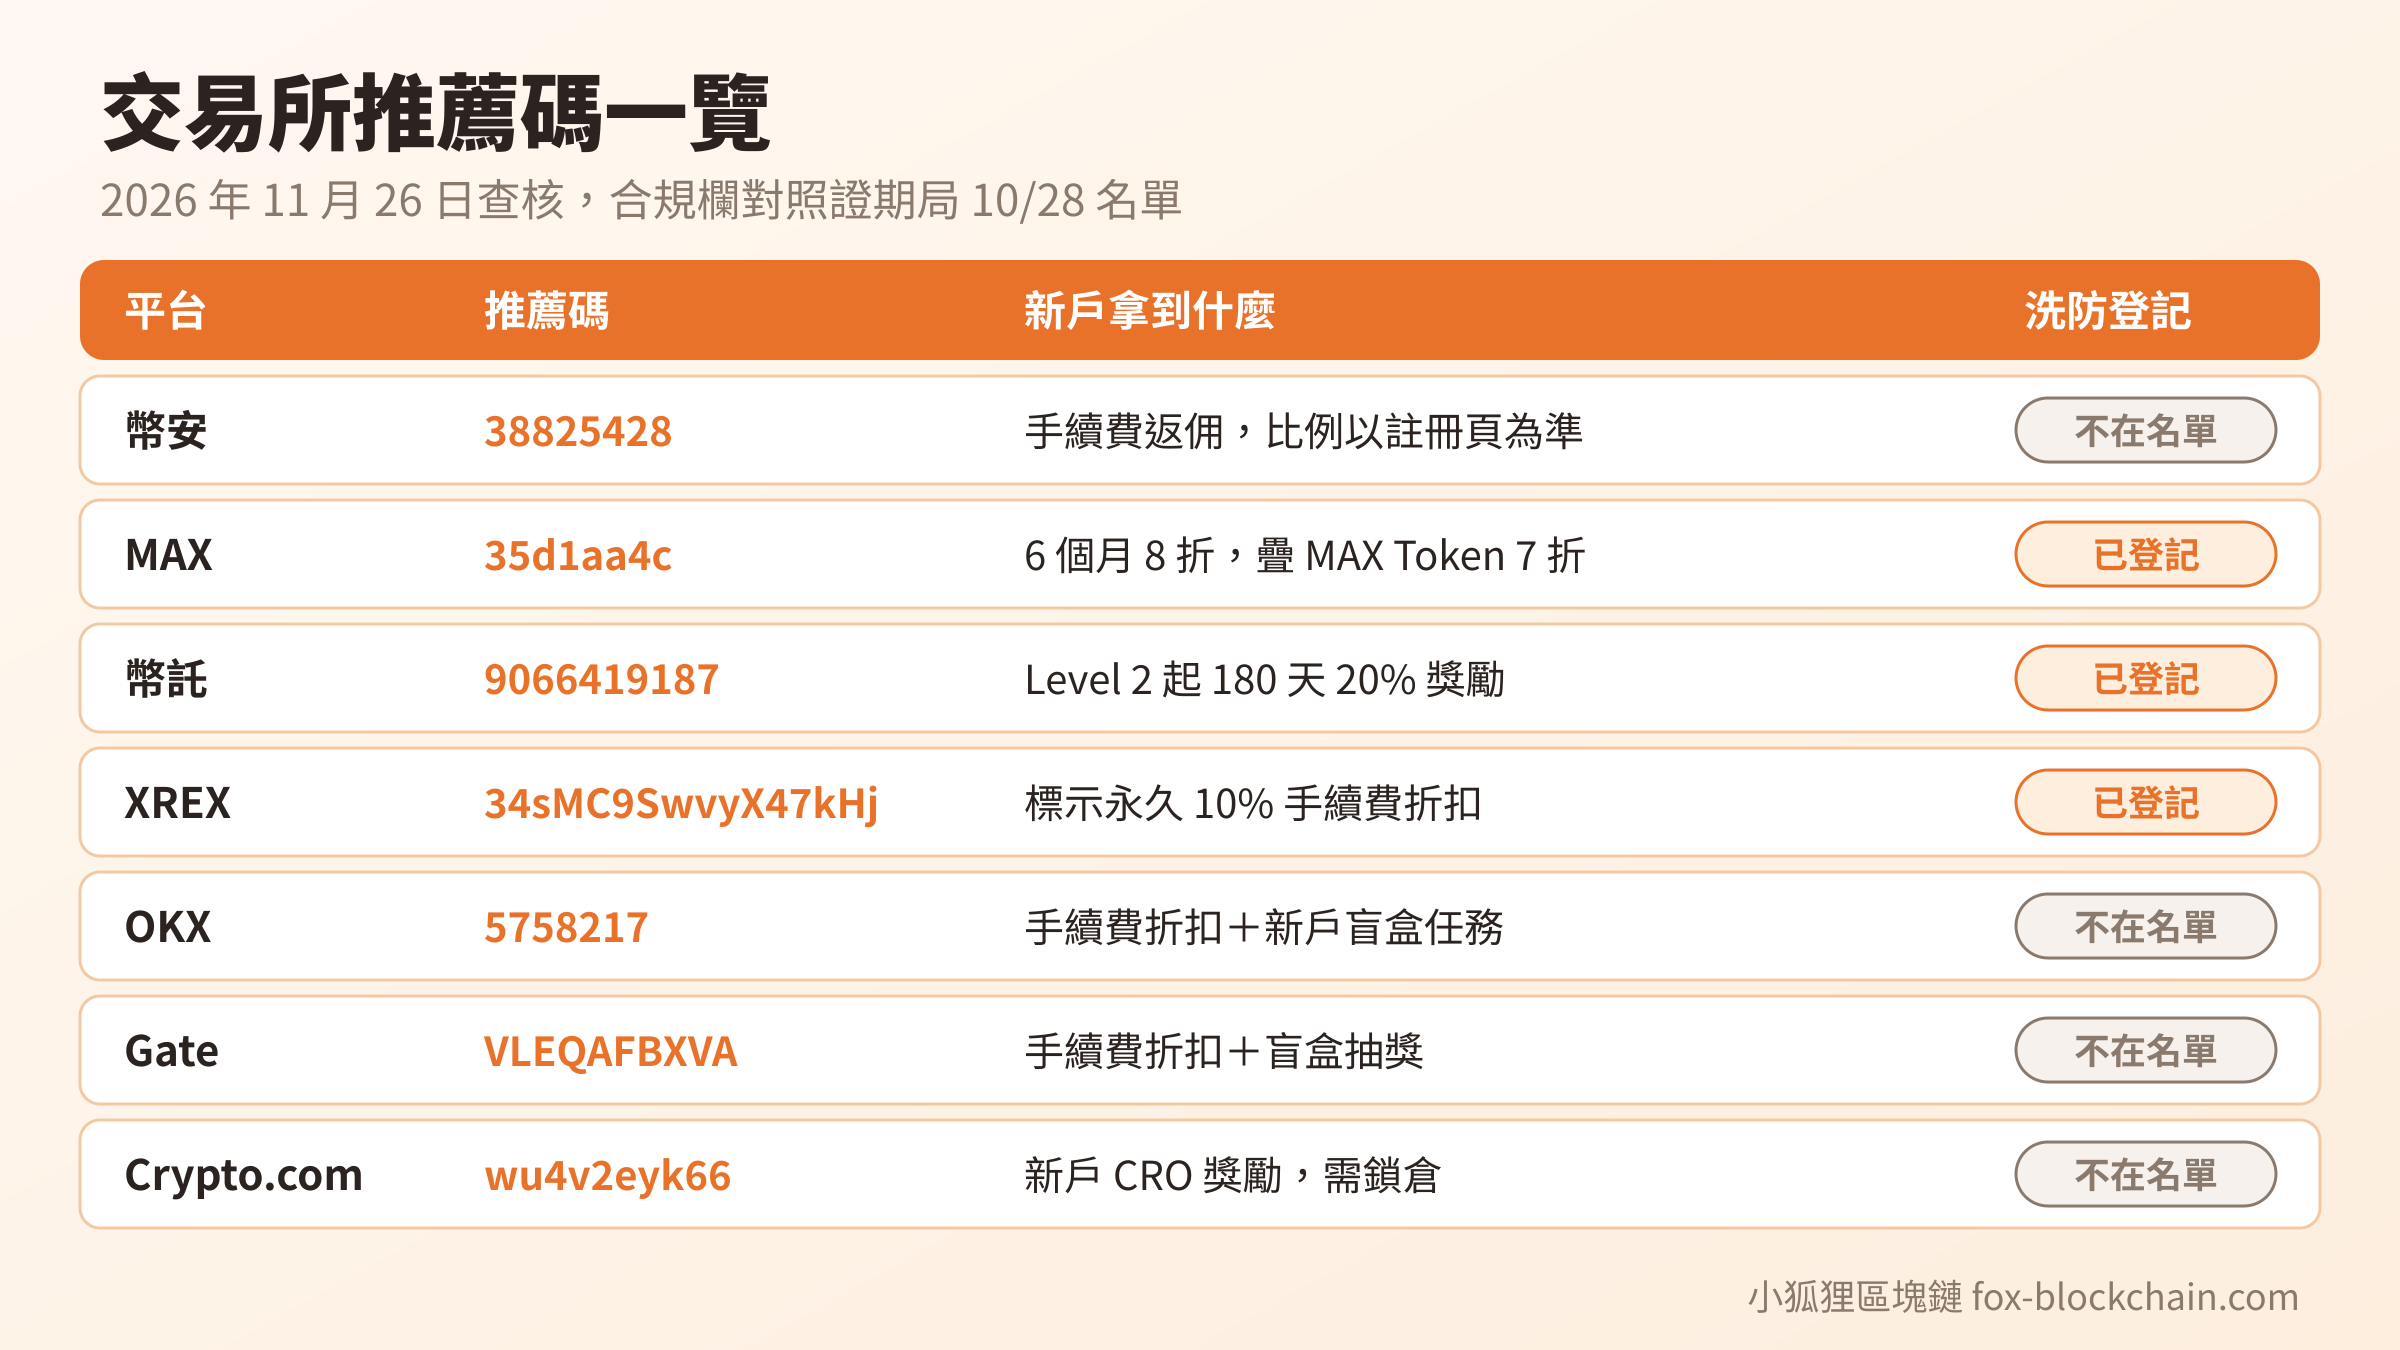 交易所推薦碼一覽
2026 年 11 月 26 日查核，合規欄對照證期局 10/28 名單
平台 推薦碼 新戶拿到什麼 洗防登記
幣安 38825428 手續費返佣，比例以註冊頁為準 不在名單
MAX 35d1aa4c 6 個月 8 折，疊 MAX Token 7 折 已登記
幣託 9066419187 Level 2 起 180 天 20% 獎勵 已登記
XREX 34sMC9SwvyX47kHj 標示永久 10% 手續費折扣 已登記
OKX 5758217 手續費折扣＋新戶盲盒任務 不在名單
Gate VLEQAFBXVA 手續費折扣＋盲盒抽獎 不在名單
Crypto.com wu4v2eyk66 新戶 CRO 獎勵，需鎖倉 不在名單
小狐狸區塊鏈 fox-blockchain.com